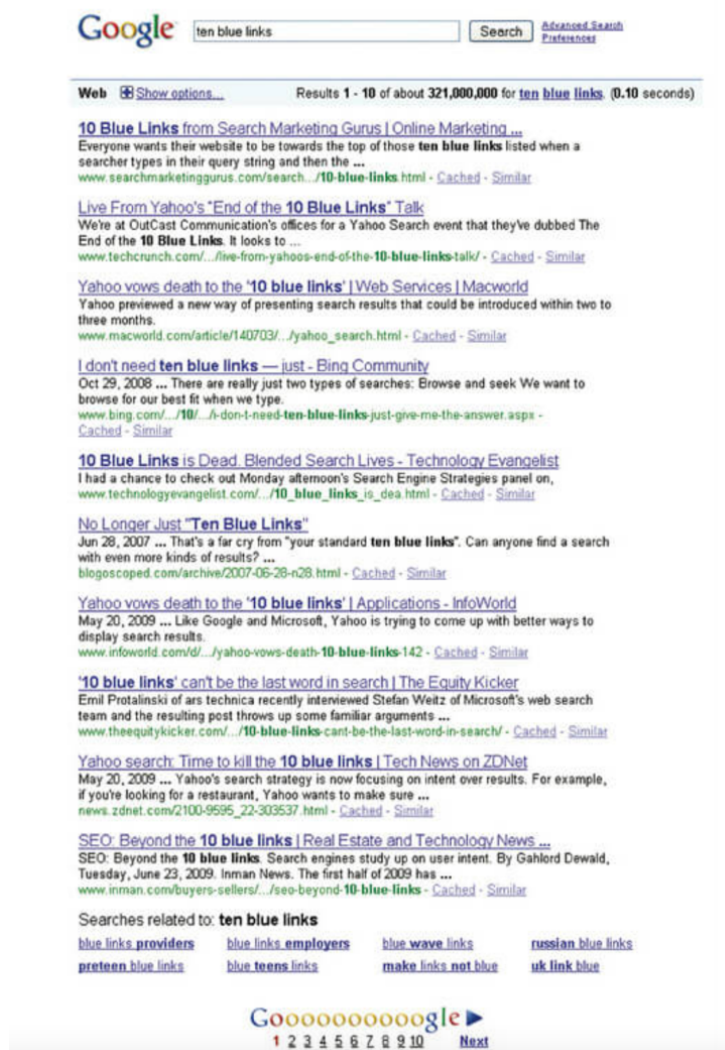 Google ten blue links Search Advanced Search
Preferences
Web Show options... Results 1 - 10 of about 321,000,000 for ten blue links. (0.10 seconds)
10 Blue Links from Search Marketing Gurus | Online Marketing ...
Everyone wants their website to be towards the top of those ten blue links listed when a
searcher types in their query string and then the ...
www.searchmarketinggurus.com/search.../10-blue-links.html - Cached - Similar
Live From Yahoo's "End of the 10 Blue Links" Talk
We're at OutCast Communication's offices for a Yahoo Search event that they've dubbed The
End of the 10 Blue Links. It looks to ...
www.techcrunch.com/.../live-from-yahoos-end-of-the-10-blue-links-talk/ - Cached - Similar
Yahoo vows death to the '10 blue links' | Web Services | Macworld
Yahoo previewed a new way of presenting search results that could be introduced within two to
three months.
www.macworld.com/article/140703/.../yahoo_search.html - Cached - Similar
I don't need ten blue links — just - Bing Community
Oct 29, 2008 ... There are really just two types of searches: Browse and seek We want to
browse for our best fit when we type.
www.bing.com/.../10/.../i-don-t-need-ten-blue-links-just-give-me-the-answer.aspx -
Cached - Similar
10 Blue Links is Dead. Blended Search Lives - Technology Evangelist
I had a chance to check out Monday afternoon's Search Engine Strategies panel on,
www.technologyevangelist.com/.../10_blue_links_is_dea.html - Cached - Similar
No Longer Just "Ten Blue Links"
Jun 28, 2007 ... That's a far cry from "your standard ten blue links". Can anyone find a search
with even more kinds of results? ...
blogoscoped.com/archive/2007-06-28-n28.html - Cached - Similar
Yahoo vows death to the '10 blue links' | Applications - InfoWorld
May 20, 2009 ... Like Google and Microsoft, Yahoo is trying to come up with better ways to
display search results.
www.infoworld.com/d/.../yahoo-vows-death-10-blue-links-142 - Cached - Similar
'10 blue links' can't be the last word in search | The Equity Kicker
Emil Protalinski of ars technica recently interviewed Stefan Weitz of Microsoft's web search
team and the resulting post throws up some familiar arguments ...
www.theequitykicker.com/.../10-blue-links-cant-be-the-last-word-in-search/ - Cached - Similar
Yahoo search: Time to kill the 10 blue links | Tech News on ZDNet
May 20, 2009 ... Yahoo's search strategy is now focusing on intent over results. For example,
if you're looking for a restaurant, Yahoo wants to make sure ...
news.zdnet.com/2100-9595_22-303537.html - Cached - Similar
SEO: Beyond the 10 blue links | Real Estate and Technology News ...
SEO: Beyond the 10 blue links. Search engines study up on user intent. By Gahlord Dewald,
Tuesday, June 23, 2009. Inman News. The first half of 2009 has ...
www.inman.com/buyers-sellers/.../seo-beyond-10-blue-links - Cached - Similar
Searches related to: ten blue links
blue links providers blue links employers blue wave links russian blue links
preteen blue links blue teens links make links not blue uk link blue
Goooooooooogle
1 2 3 4 5 6 7 8 9 10 Next